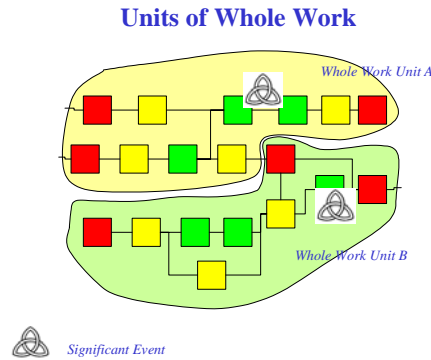 Units of Whole Work
Whole Work Unit A
Whole Work Unit B
Significant Event